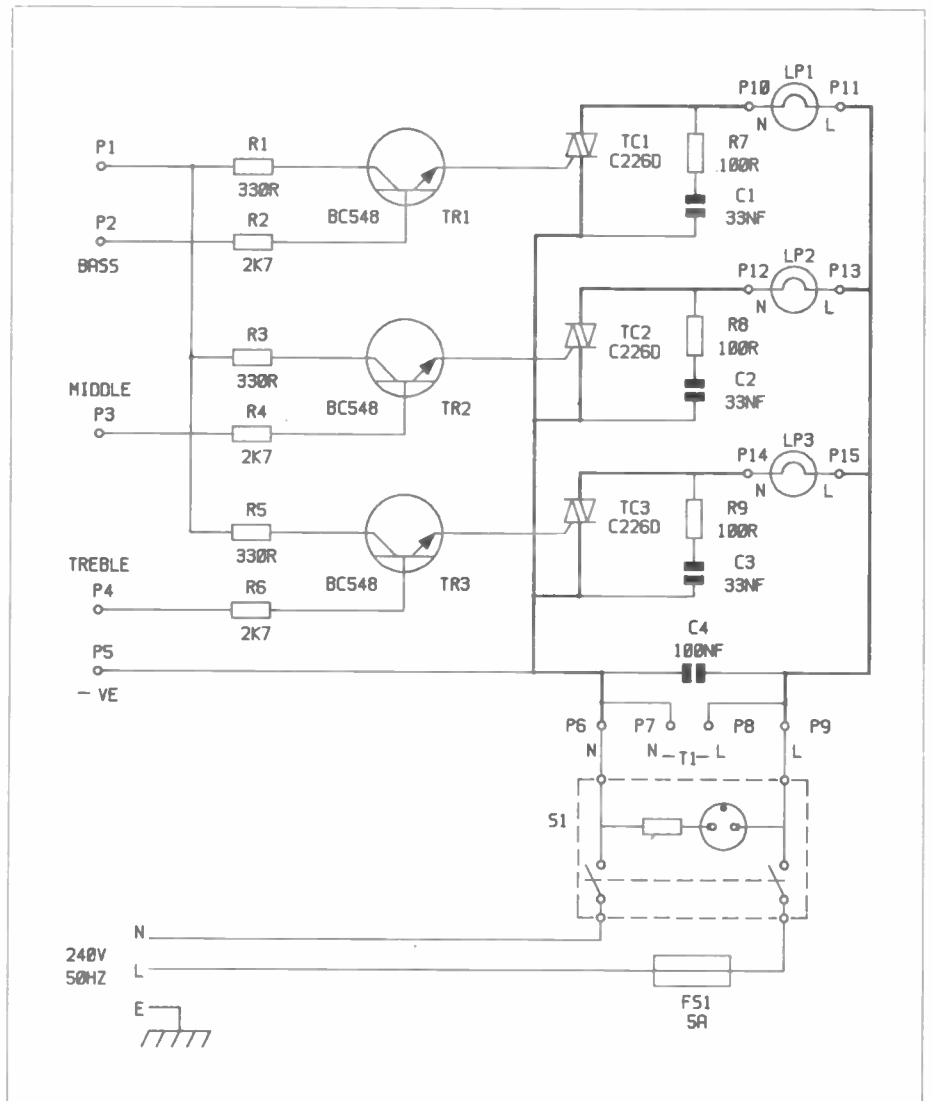 LP1
P10 P11
N L
P1
R1
330R
TC1
C226D
R7
100R
BC548 TR1
C1
33NF
P2
BASS
R2
2K7
LP2
P12 P13
N L
R3
330R
TC2
C226D
R8
100R
MIDDLE
P3
BC548 TR2
C2
33NF
R4
2K7
LP3
P14 P15
N L
R5
330R
TC3
C226D
R9
100R
TREBLE
P4
BC548 TR3
C3
33NF
R6
2K7
P5
- VE
C4
100NF
P6 P7 P8 P9
N N -T1- L L
S1
N
240V
50HZ
L
FS1
5A
E